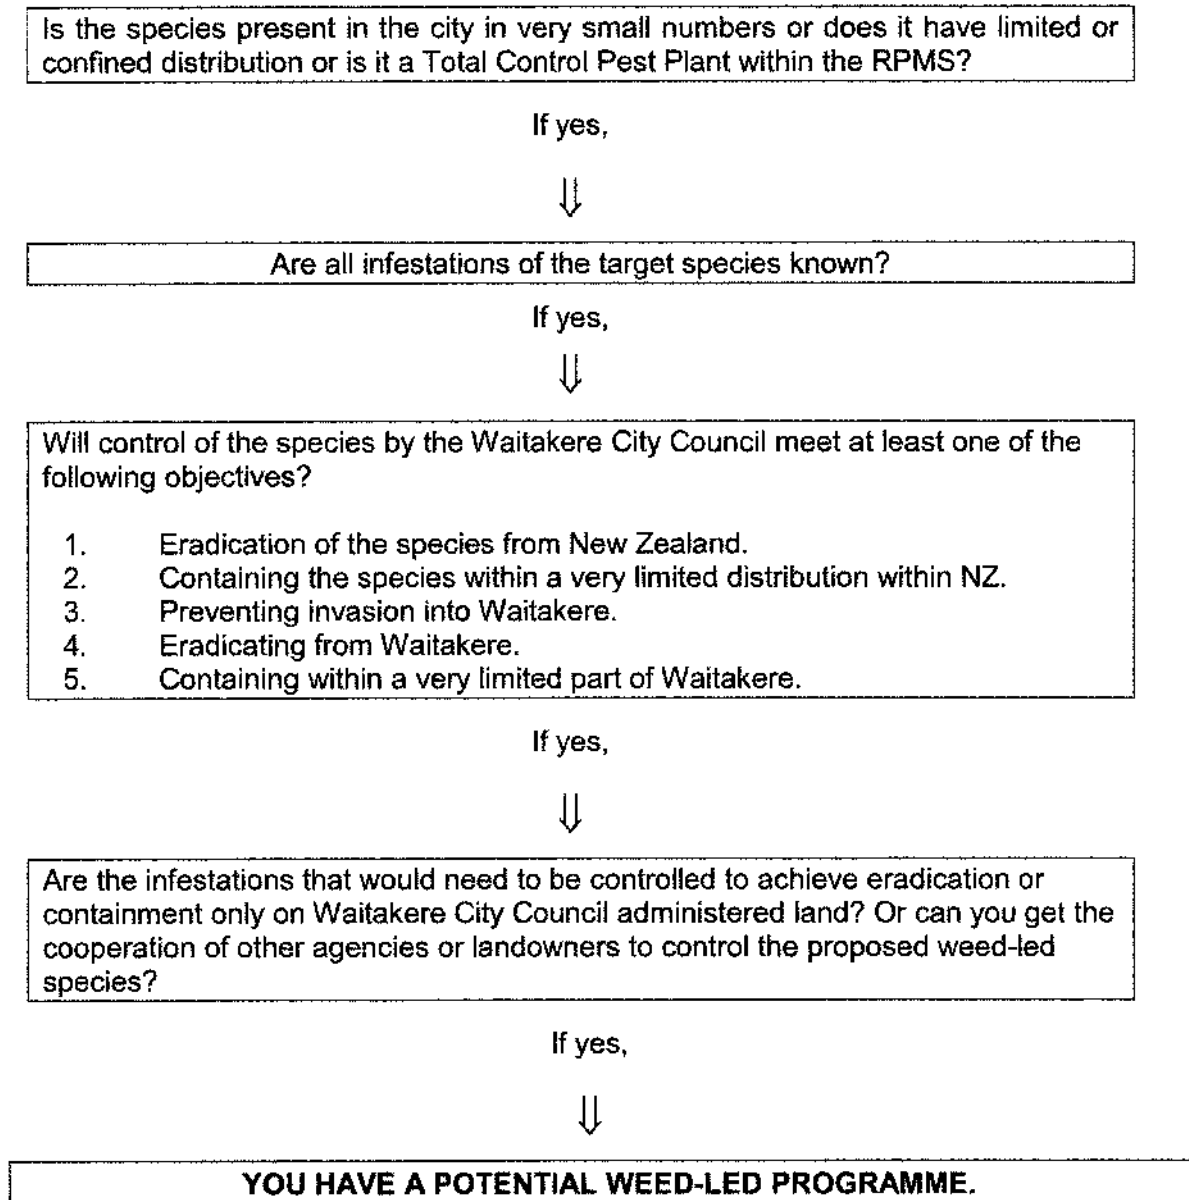 Is the species present in the city in very small numbers or does it have limited or
confined distribution or is it a Total Control Pest Plant within the RPMS?
If yes,
⇓
Are all infestations of the target species known?
If yes,
⇓
Will control of the species by the Waitakere City Council meet at least one of the
following objectives?
1. Eradication of the species from New Zealand.
2. Containing the species within a very limited distribution within NZ.
3. Preventing invasion into Waitakere.
4. Eradicating from Waitakere.
5. Containing within a very limited part of Waitakere.
If yes,
⇓
Are the infestations that would need to be controlled to achieve eradication or
containment only on Waitakere City Council administered land? Or can you get the
cooperation of other agencies or landowners to control the proposed weed-led
species?
If yes,
⇓
YOU HAVE A POTENTIAL WEED-LED PROGRAMME.